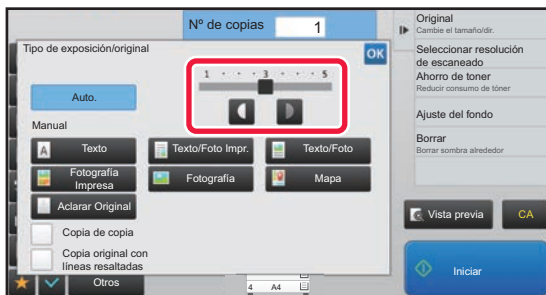 Nº de copias 1
Tipo de exposición/original
OK
1 · · 3 · · 5
Auto.
Manual
A Texto
Texto/Foto Impr.
Texto/Foto
Fotografía
Impresa
Fotografía
Mapa
Aclarar Original
Copia de copia
Copia original con
líneas resaltadas
Otros
4 A4
Original
Cambie el tamaño/dir.
Seleccionar resolución
de escaneado
Ahorro de toner
Reducir consumo de tóner
Ajuste del fondo
Borrar
Borrar sombra alrededor
Vista previa
CA
Iniciar